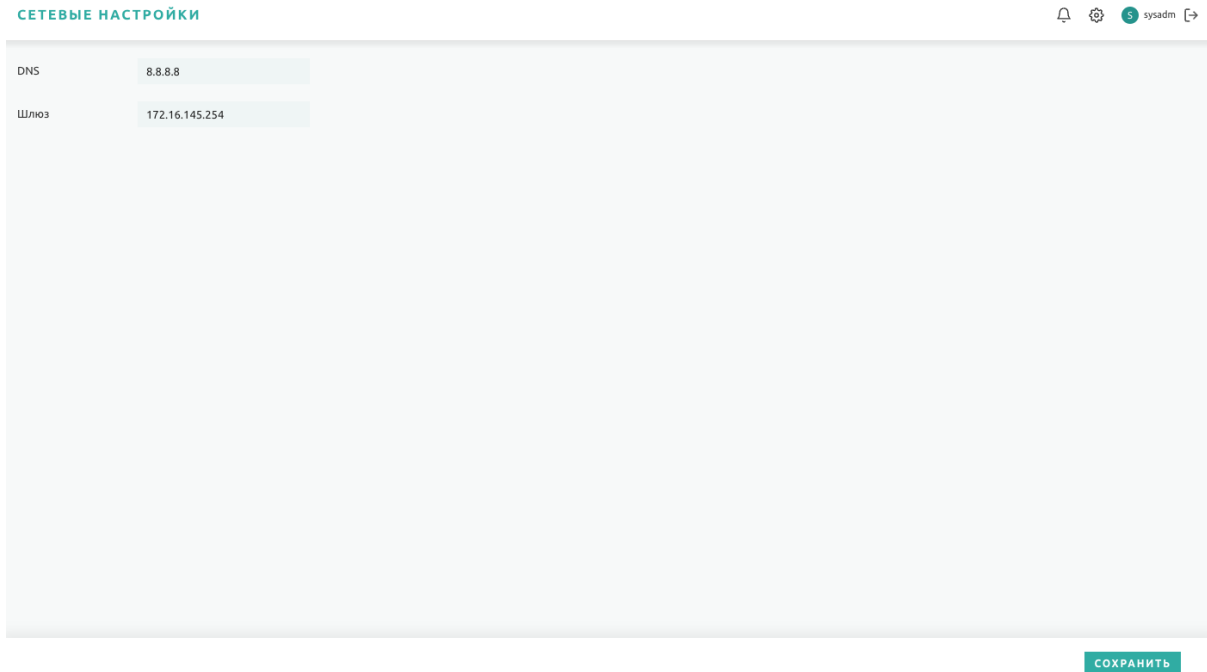 СЕТЕВЫЕ НАСТРОЙКИ
S sysadm
DNS 8.8.8.8
Шлюз 172.16.145.254
СОХРАНИТЬ